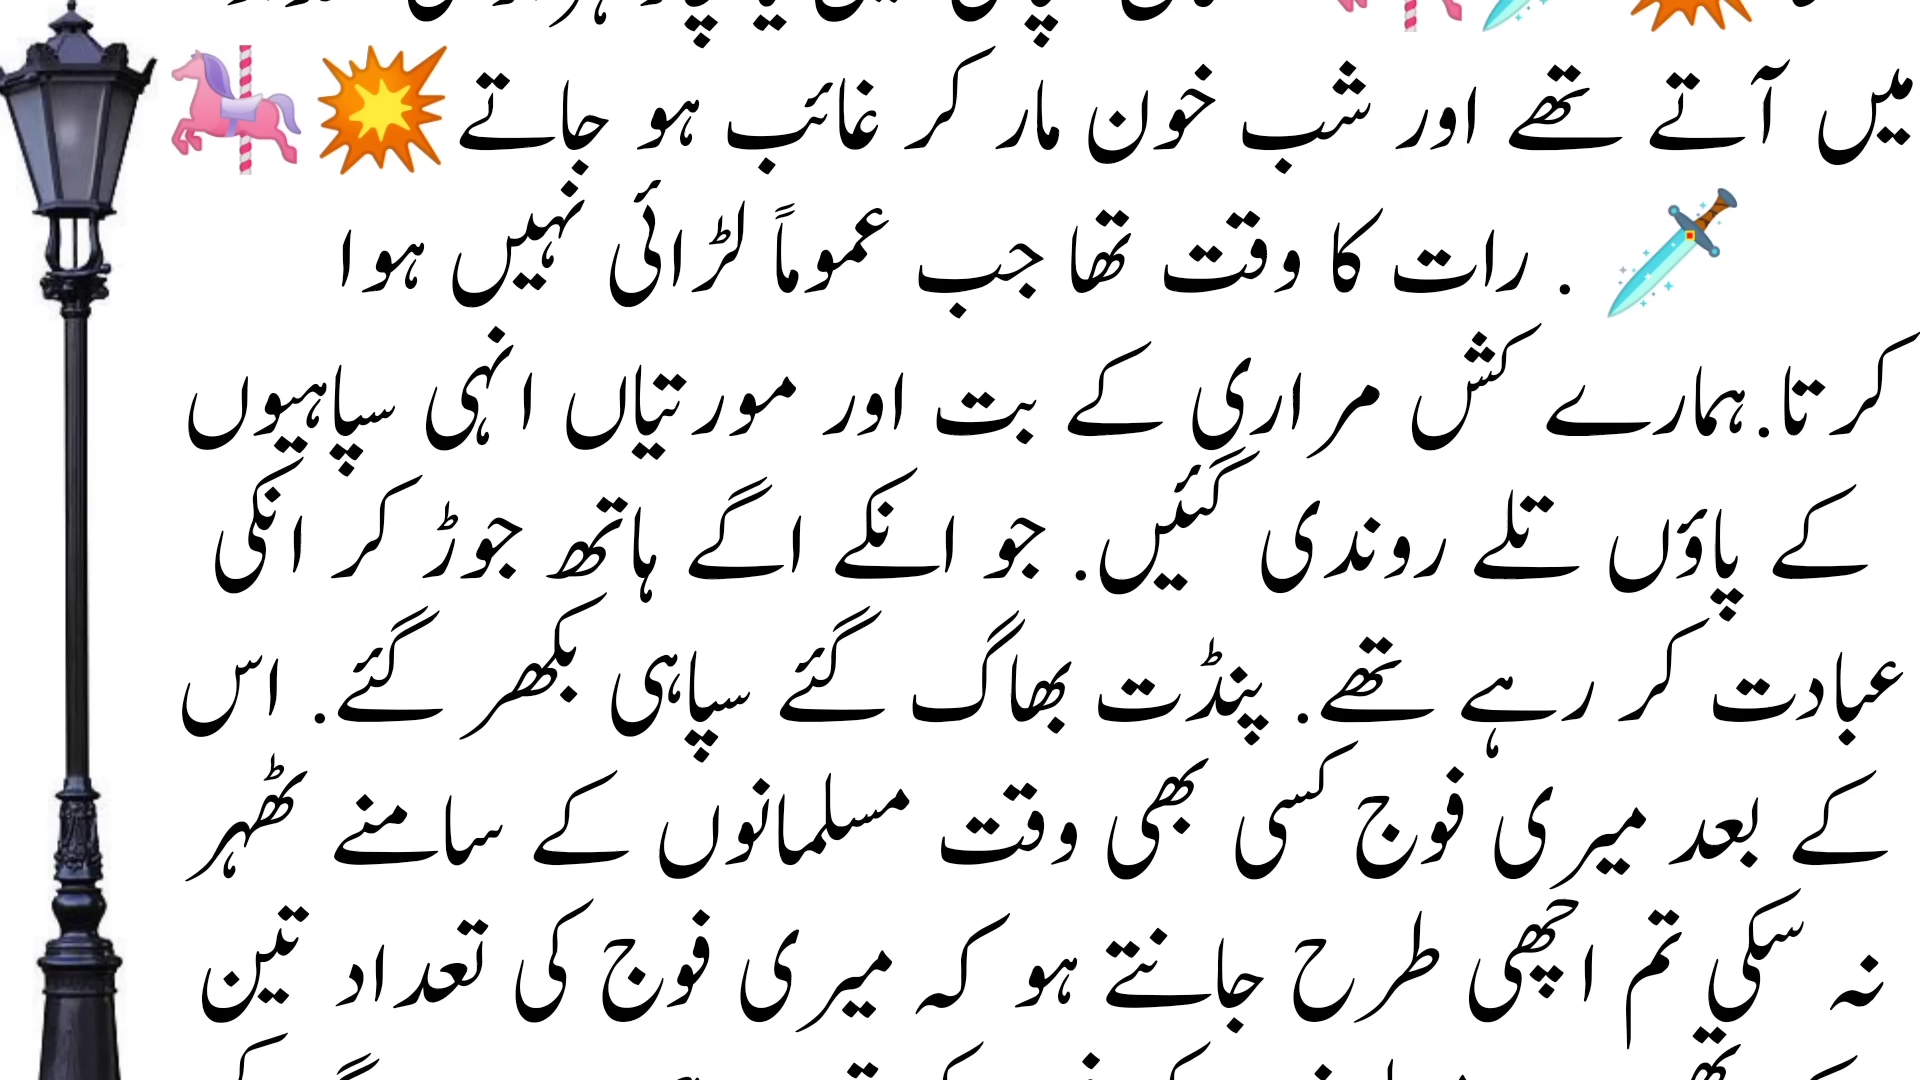 میں آتے تھے اور شب خون مار کر غائب ہو جاتے💥🎠
🗡️ . رات کا وقت تھا جب عموماً لڑائی نہیں ہوا
کرتا.ہمارے کش مراری کے بت اور مورتیاں انہی سپاہیوں
کے پاؤں تلے روندی گئیں. جو انکے اگے ہاتھ جوڑ کر انکی
عبادت کر رہے تھے. پنڈت بھاگ گئے سپاہی بکھر گئے. اس
کے بعد میری فوج کسی بھی وقت مسلمانوں کے سامنے ٹھہر
نہ سکی تم اچھی طرح جانتے ہو کہ میری فوج کی تعداد تین